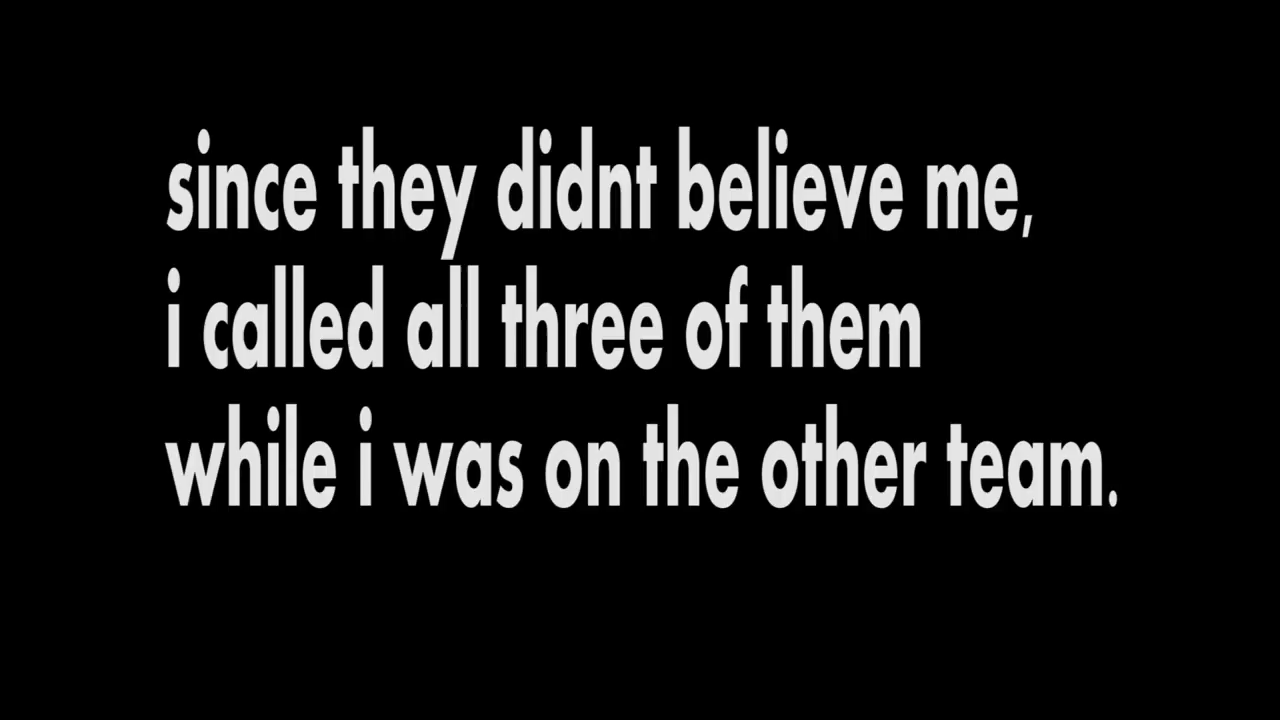 since they didnt believe me,
i called all three of them
while i was on the other team.